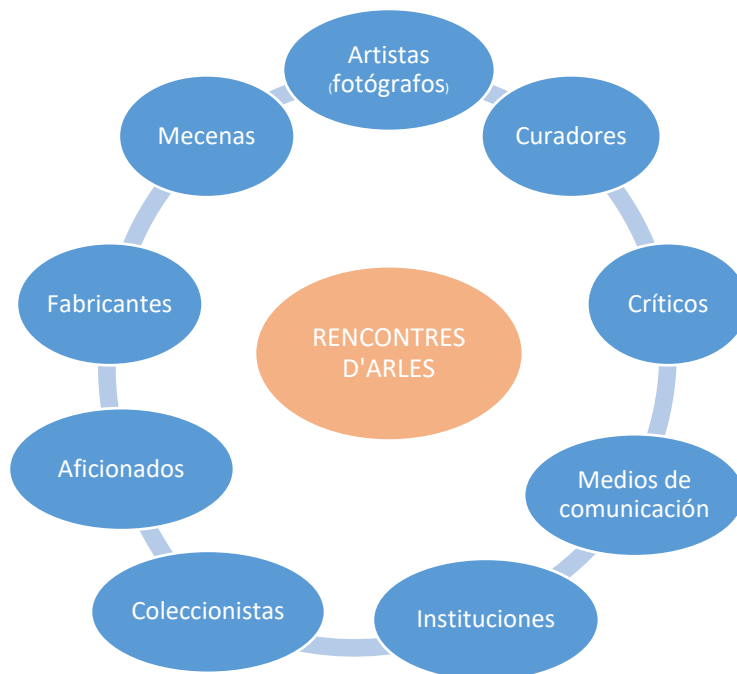 Artistas
(fotógrafos)
Curadores
Críticos
Medios de
comunicación
Instituciones
Coleccionistas
Aficionados
Fabricantes
Mecenas
RENCONTRES
D'ARLES